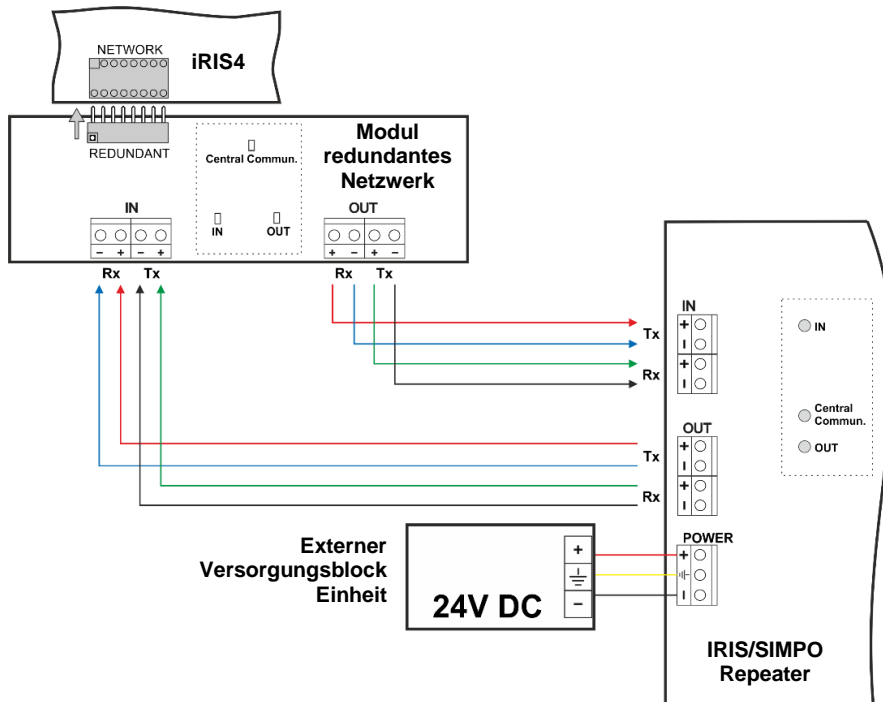 NETWORK
iRIS4
REDUNDANT
Central Commun.
IN
OUT
Modul
redundantes
Netzwerk
IN
OUT
− + − +
+ − + −
Rx Tx
Rx Tx
IN
+
−
+
−
Tx
Rx
IN
Central
Commun.
OUT
OUT
+
−
+
−
Tx
Rx
POWER
+
−
Externer
Versorgungsblock
Einheit
24V DC
+
−
IRIS/SIMPO
Repeater